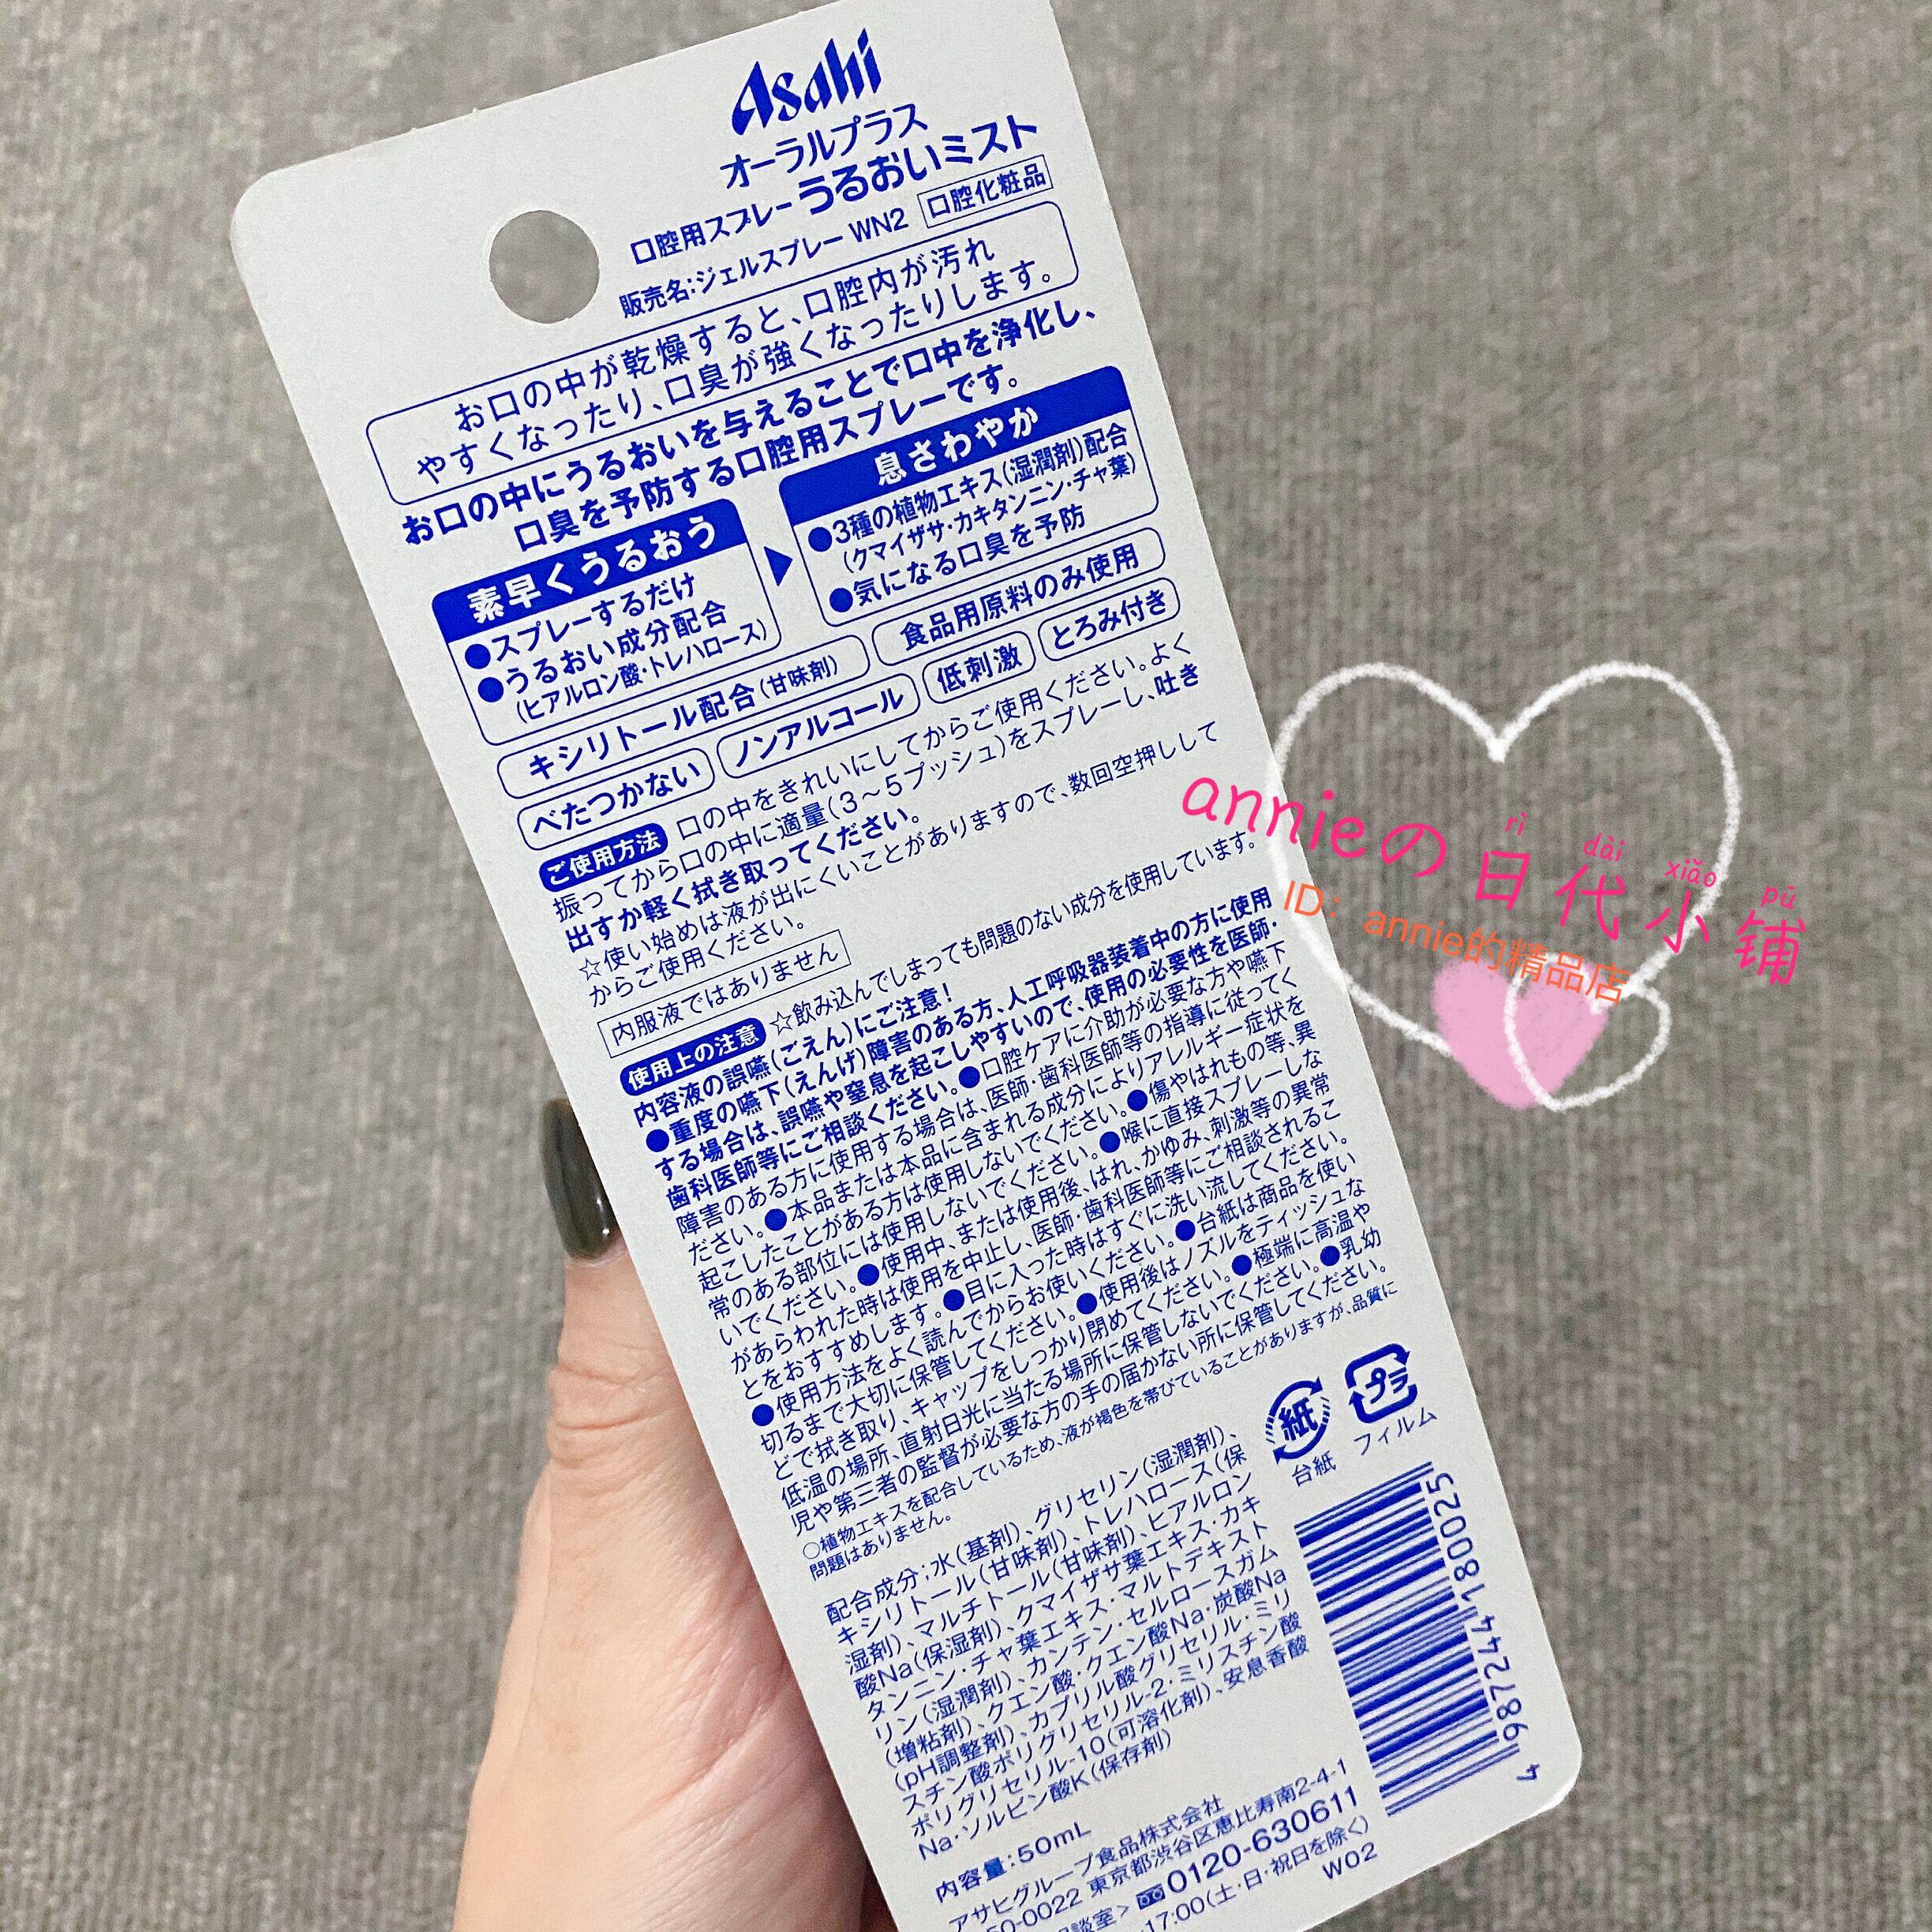 Asahi
オーラルプラス
口腔用スプレー うるおいミスト
販売名:ジェルスプレー WN2 口腔化粧品
お口の中が乾燥すると、口腔内が汚れ
やすくなったり、口臭が強くなったりします。
お口の中にうるおいを与えることで口中を浄化し、
口臭を予防する口腔用スプレーです。
素早くうるおう
●スプレーするだけ
●うるおい成分配合
(ヒアルロン酸・トレハロース)
息さわやか
●3種の植物エキス(湿潤剤)配合
(クマイザサ・カキタンニン・チャ葉)
●気になる口臭を予防
キシリトール配合(甘味剤) 食品用原料のみ使用
べたつかない ノンアルコール 低刺激 とろみ付き
ご使用方法 口の中をきれいにしてからご使用ください。よく
振ってから口の中に適量(3~5プッシュ)をスプレーし、吐き
出すか軽く拭き取ってください。
☆使い始めは液が出にくいことがありますので、数回空押しして
からご使用ください。
内服液ではありません
使用上の注意 ☆飲み込んでしまっても問題のない成分を使用しています。
内容液の誤嚥(ごえん)にご注意!
●重度の嚥下(えんげ)障害のある方、人工呼吸器装着中の方に使用
する場合は、誤嚥や窒息を起こしやすいので、使用の必要性を医師・
歯科医師等にご相談ください。●口腔ケアに介助が必要な方や嚥下
障害のある方に使用する場合は、医師・歯科医師等の指導に従ってく
ださい。●本品または本品に含まれる成分によりアレルギー症状を
起こしたことがある方は使用しないでください。●傷やはれもの等、異
常のある部位には使用しないでください。●喉に直接スプレーしな
いでください。●使用中、または使用後、はれ、かゆみ、刺激等の異常
があらわれた時は使用を中止し、医師・歯科医師等にご相談されるこ
とをおすすめします。●目に入った時はすぐに洗い流してください。
●使用方法をよく読んでからお使いください。●台紙は商品を使い
切るまで大切に保管してください。●使用後はノズルをティッシュな
どで拭き取り、キャップをしっかり閉めてください。●極端に高温や
低温の場所、直射日光に当たる場所に保管しないでください。●乳幼
児や第三者の監督が必要な方の手の届かない所に保管してください。
○植物エキスを配合しているため、液が褐色を帯びていることがありますが、品質に
問題はありません。
配合成分:水(基剤)、グリセリン(湿潤剤)、
キシリトール(甘味剤)、トレハロース(保
湿剤)、マルチトール(甘味剤)、ヒアルロン
酸Na(保湿剤)、クマイザサ葉エキス・カキ
タンニン・チャ葉エキス・マルトデキスト
リン(湿潤剤)、カンテン・セルロースガム
(増粘剤)、クエン酸・クエン酸Na・炭酸Na
(pH調整剤)、カプリル酸グリセリル・ミリ
スチン酸ポリグリセリル-2・ミリスチン酸
ポリグリセリル-10(可溶化剤)、安息香酸
Na・ソルビン酸K(保存剤)
紙
台紙
プラ
フィルム
4 987244 180025
内容量:50mL
アサヒグループ食品株式会社
50-0022 東京都渋谷区恵比寿南2-4-1
談室> 0120-630611
17:00(土・日・祝日を除く)
W02
rì dài xiǎo pū
annieの日代小铺
ID: annie的精品店